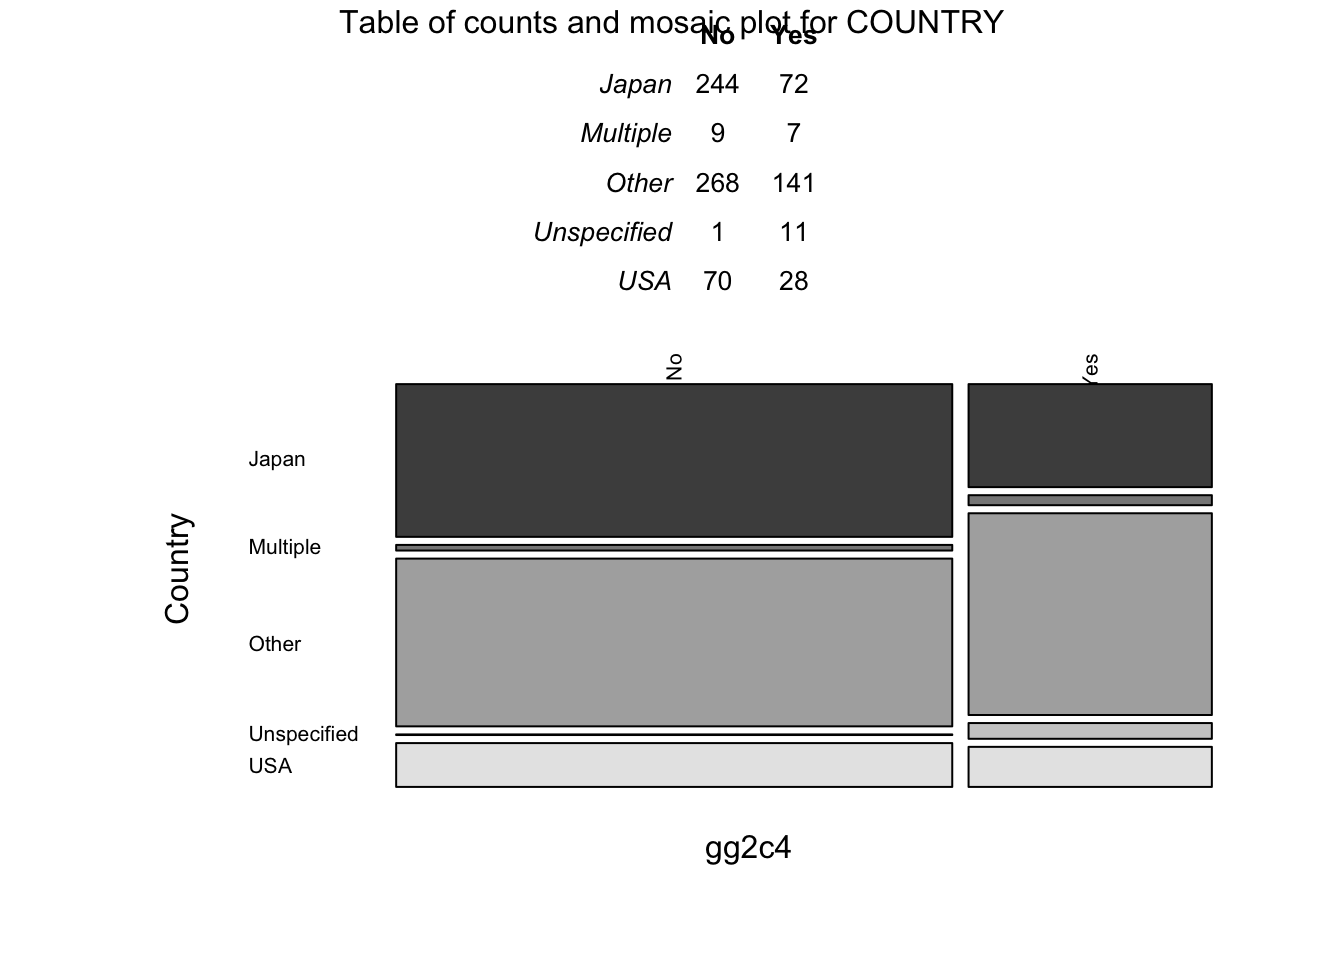 Table of counts and mosaic plot for COUNTRY
No Yes
Japan 244 72
Multiple 9 7
Other 268 141
Unspecified 1 11
USA 70 28
No Yes
Japan
Multiple
Other
Unspecified
USA
Country
gg2c4